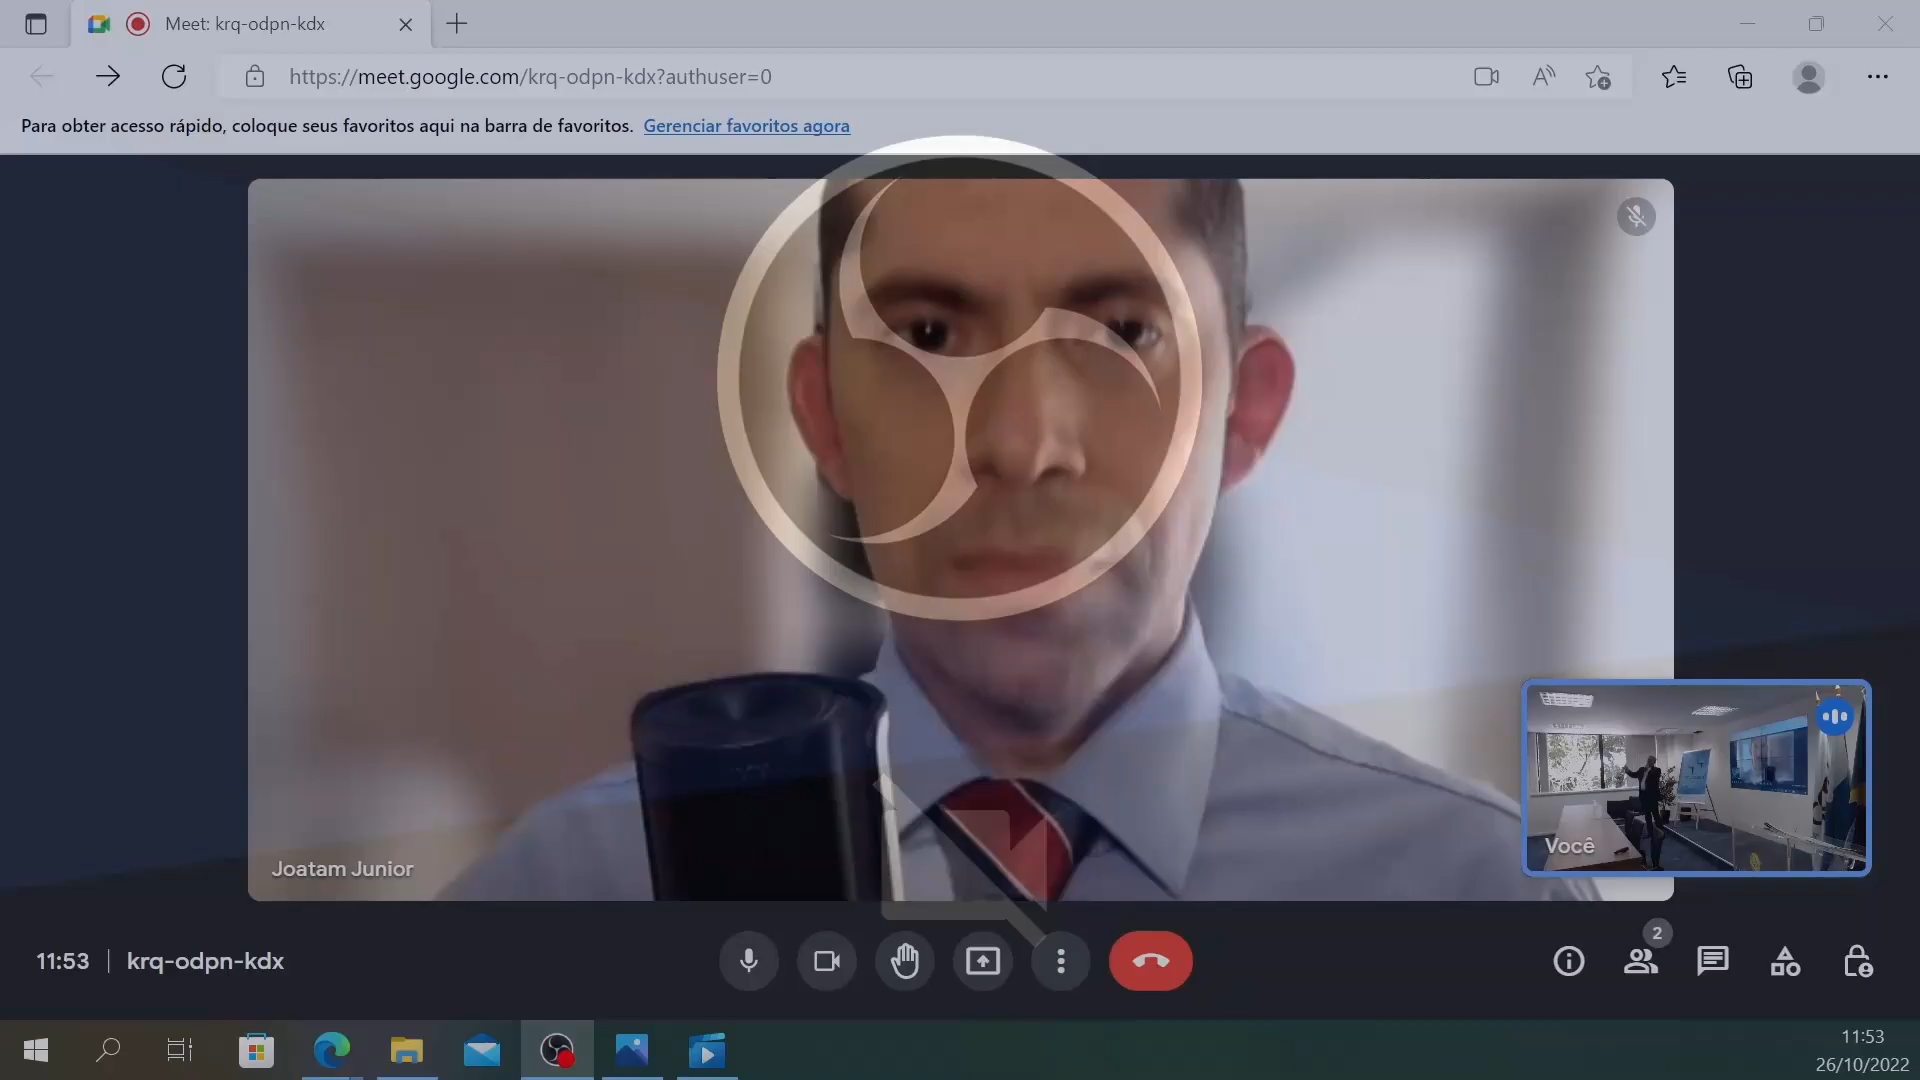 Meet: krq-odpn-kdx
https://meet.google.com/krq-odpn-kdx?authuser=0
Para obter acesso rápido, coloque seus favoritos aqui na barra de favoritos. Gerenciar favoritos agora
Joatam Junior
Você
2
11:53 | krq-odpn-kdx
11:53
26/10/2022